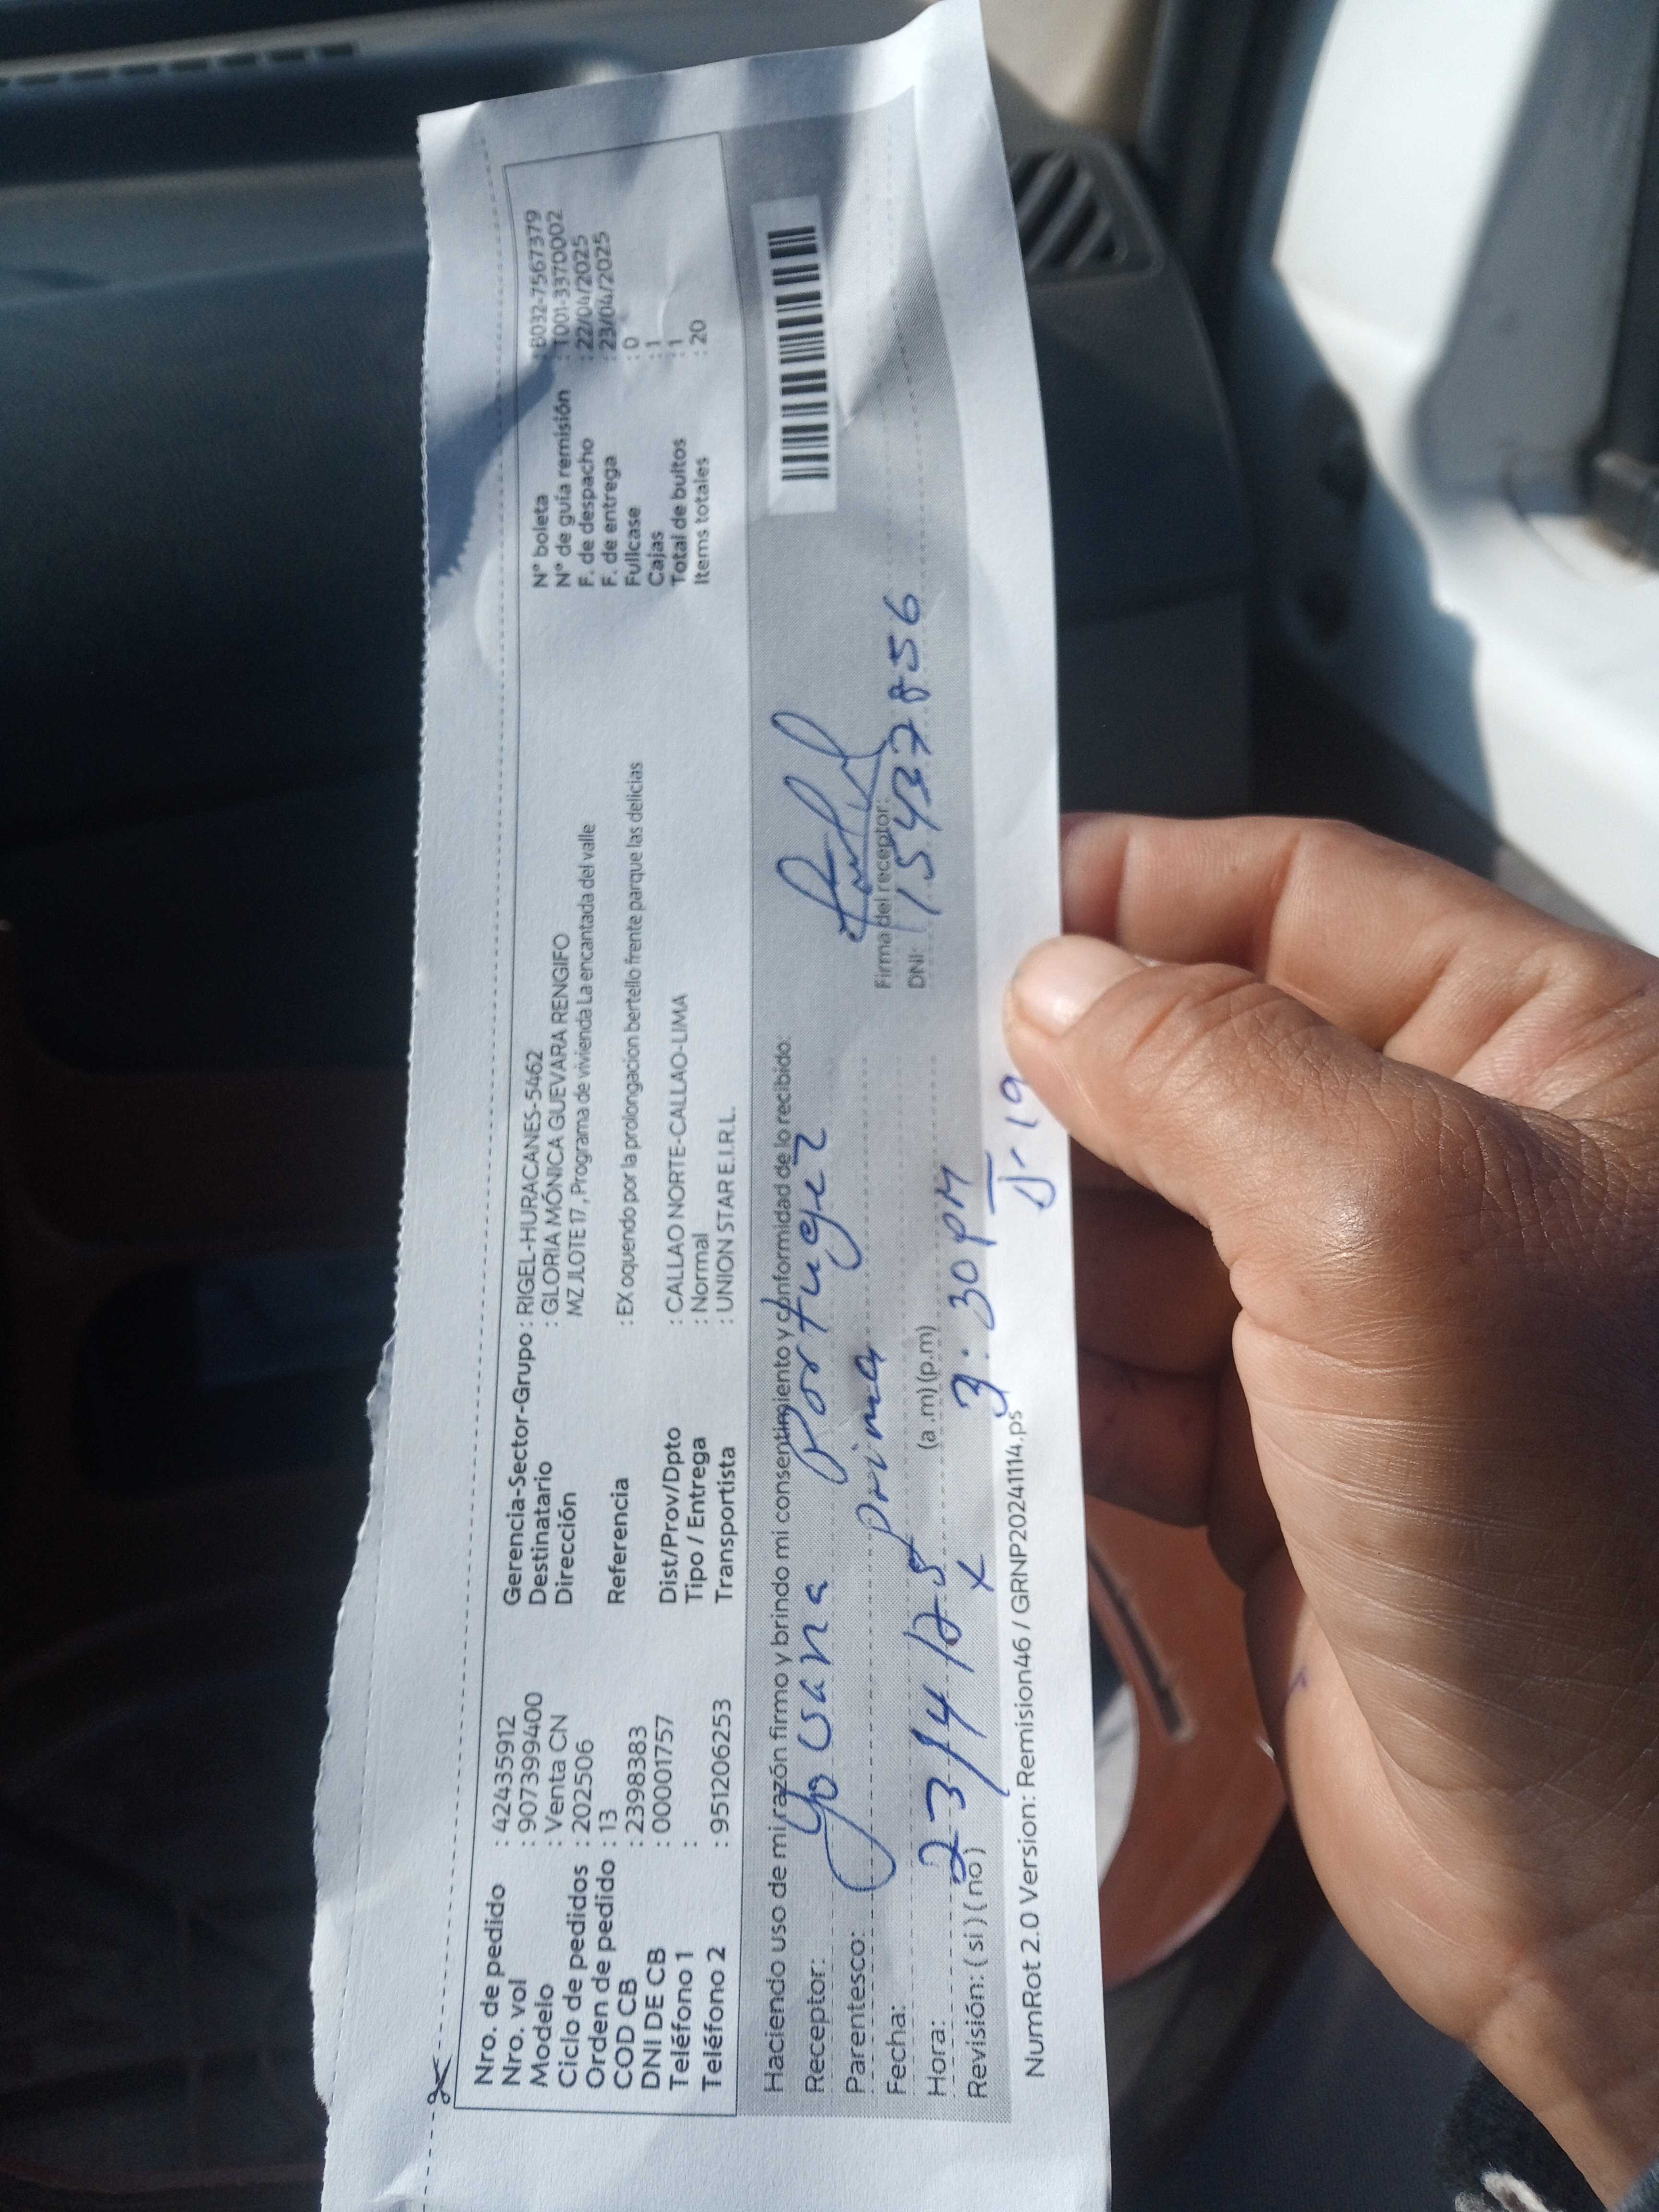 Nro. de pedido : 42435912
Nro. vol : 907399400
Modelo : Venta CN
Ciclo de pedidos : 202506
Orden de pedido : 13
COD CB : 2398383
DNI DE CB : 00001757
Teléfono 1 :
Teléfono 2 : 951206253
Gerencia-Sector-Grupo : RIGEL-HURACANES-5462
Destinatario : GLORIA MÓNICA GUEVARA RENGIFO
Dirección MZ J LOTE 17 , Programa de vivienda La encantada del valle
Referencia : EX oquendo por la prolongacion bertello frente parque las delicias
Dist/Prov/Dpto : CALLAO NORTE-CALLAO-LIMA
Tipo / Entrega : Normal
Transportista : UNION STAR E.I.R.L.
N° boleta : B032-7567379
N° de guía remisión : T001-3370002
F. de despacho : 22/04/2025
F. de entrega : 23/04/2025
Fullcase : 0
Cajas : 1
Total de bultos : 1
Items totales : 20
Haciendo uso de mi razón firmo y brindo mi consentimiento y conformidad de lo recibido:
Receptor: Yosana Portugez
Parentesco: prima
Fecha: 23/4/25
Hora: (a .m) (p.m) 3:30 pm
Revisión: ( si ) ( no ) x
Firma del receptor:
DNI: 15437856
J-19
NumRot 2.0 Version: Remision46 / GRNP20241114.ps